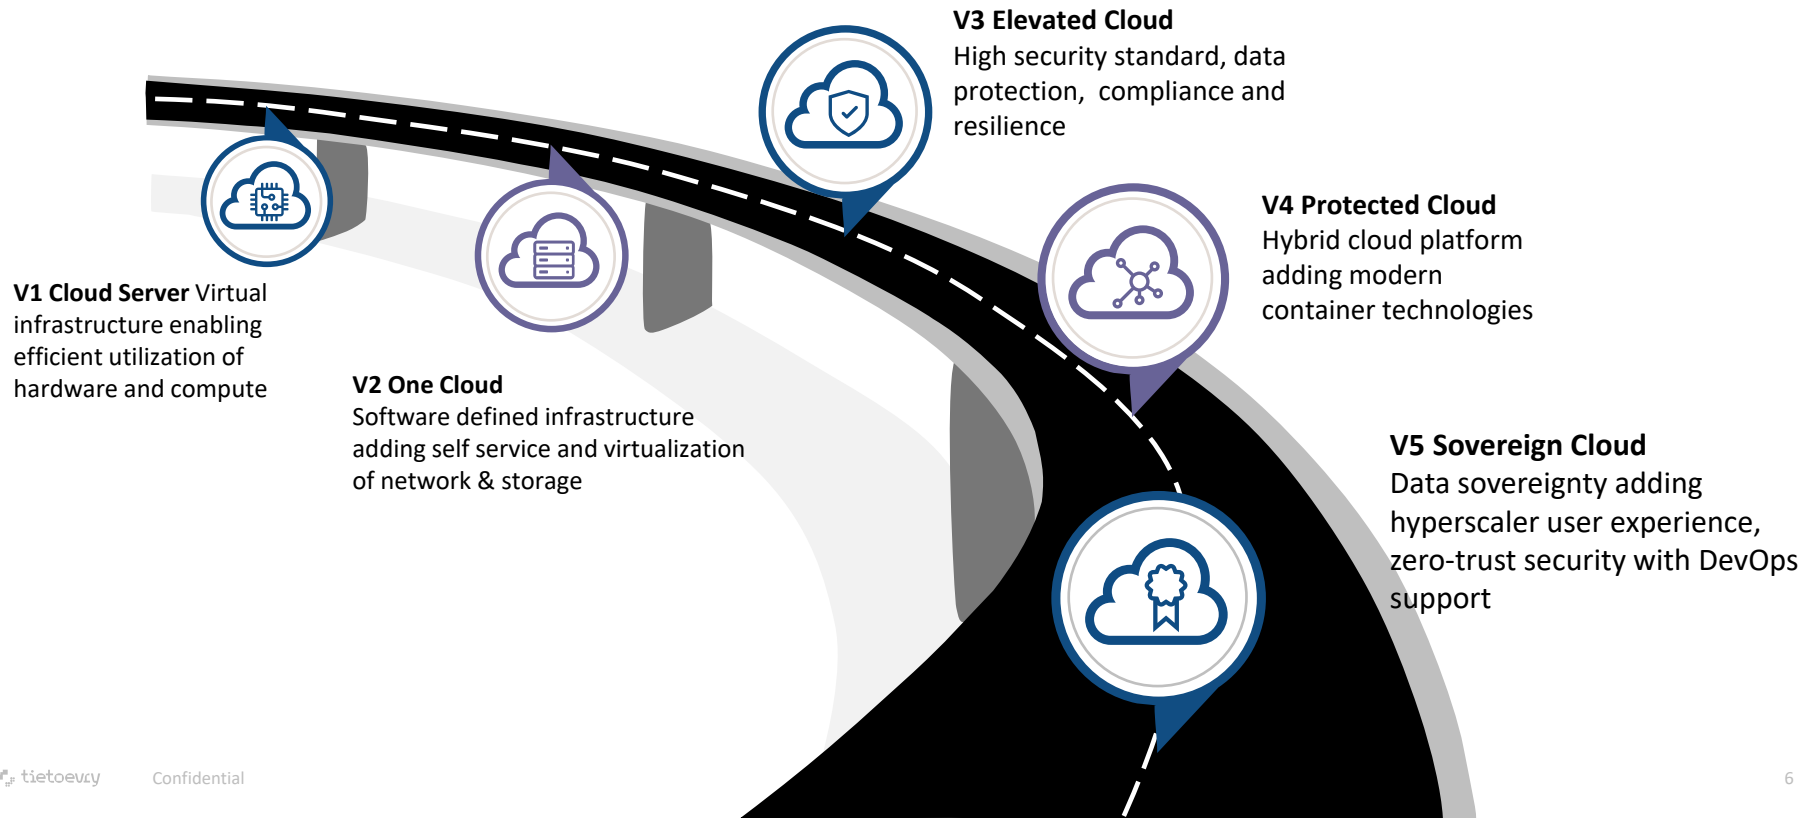 V3 Elevated Cloud
High security standard, data
protection, compliance and
resilience
V4 Protected Cloud
Hybrid cloud platform
adding modern
container technologies
V1 Cloud Server Virtual
infrastructure enabling
efficient utilization of
hardware and compute
V2 One Cloud
Software defined infrastructure
adding self service and virtualization
of network & storage
V5 Sovereign Cloud
Data sovereignty adding
hyperscaler user experience,
zero-trust security with DevOps
support
tietoevry
Confidential
6